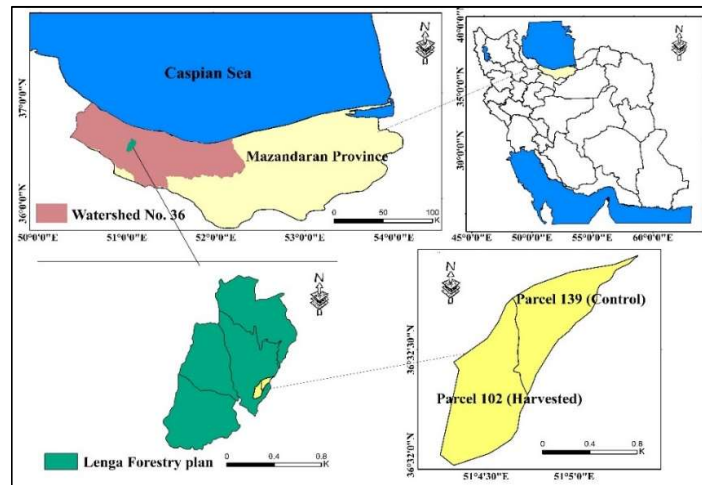 N
Caspian Sea
Mazandaran Province
Watershed No. 36
0 50 100
K
37°0'0"N
36°0'0"N
50°0'0"E 51°0'0"E 52°0'0"E 53°0'0"E 54°0'0"E
N
40°0'0"N
35°0'0"N
30°0'0"N
45°0'0"E 50°0'0"E 55°0'0"E 60°0'0"E
N
Lenga Forestry plan
0 0.4 0.8
K
N
Parcel 139 (Control)
Parcel 102 (Harvested)
0 0.4 0.8
K
36°32'30"N
36°32'0"N
51°4'30"E 51°5'0"E